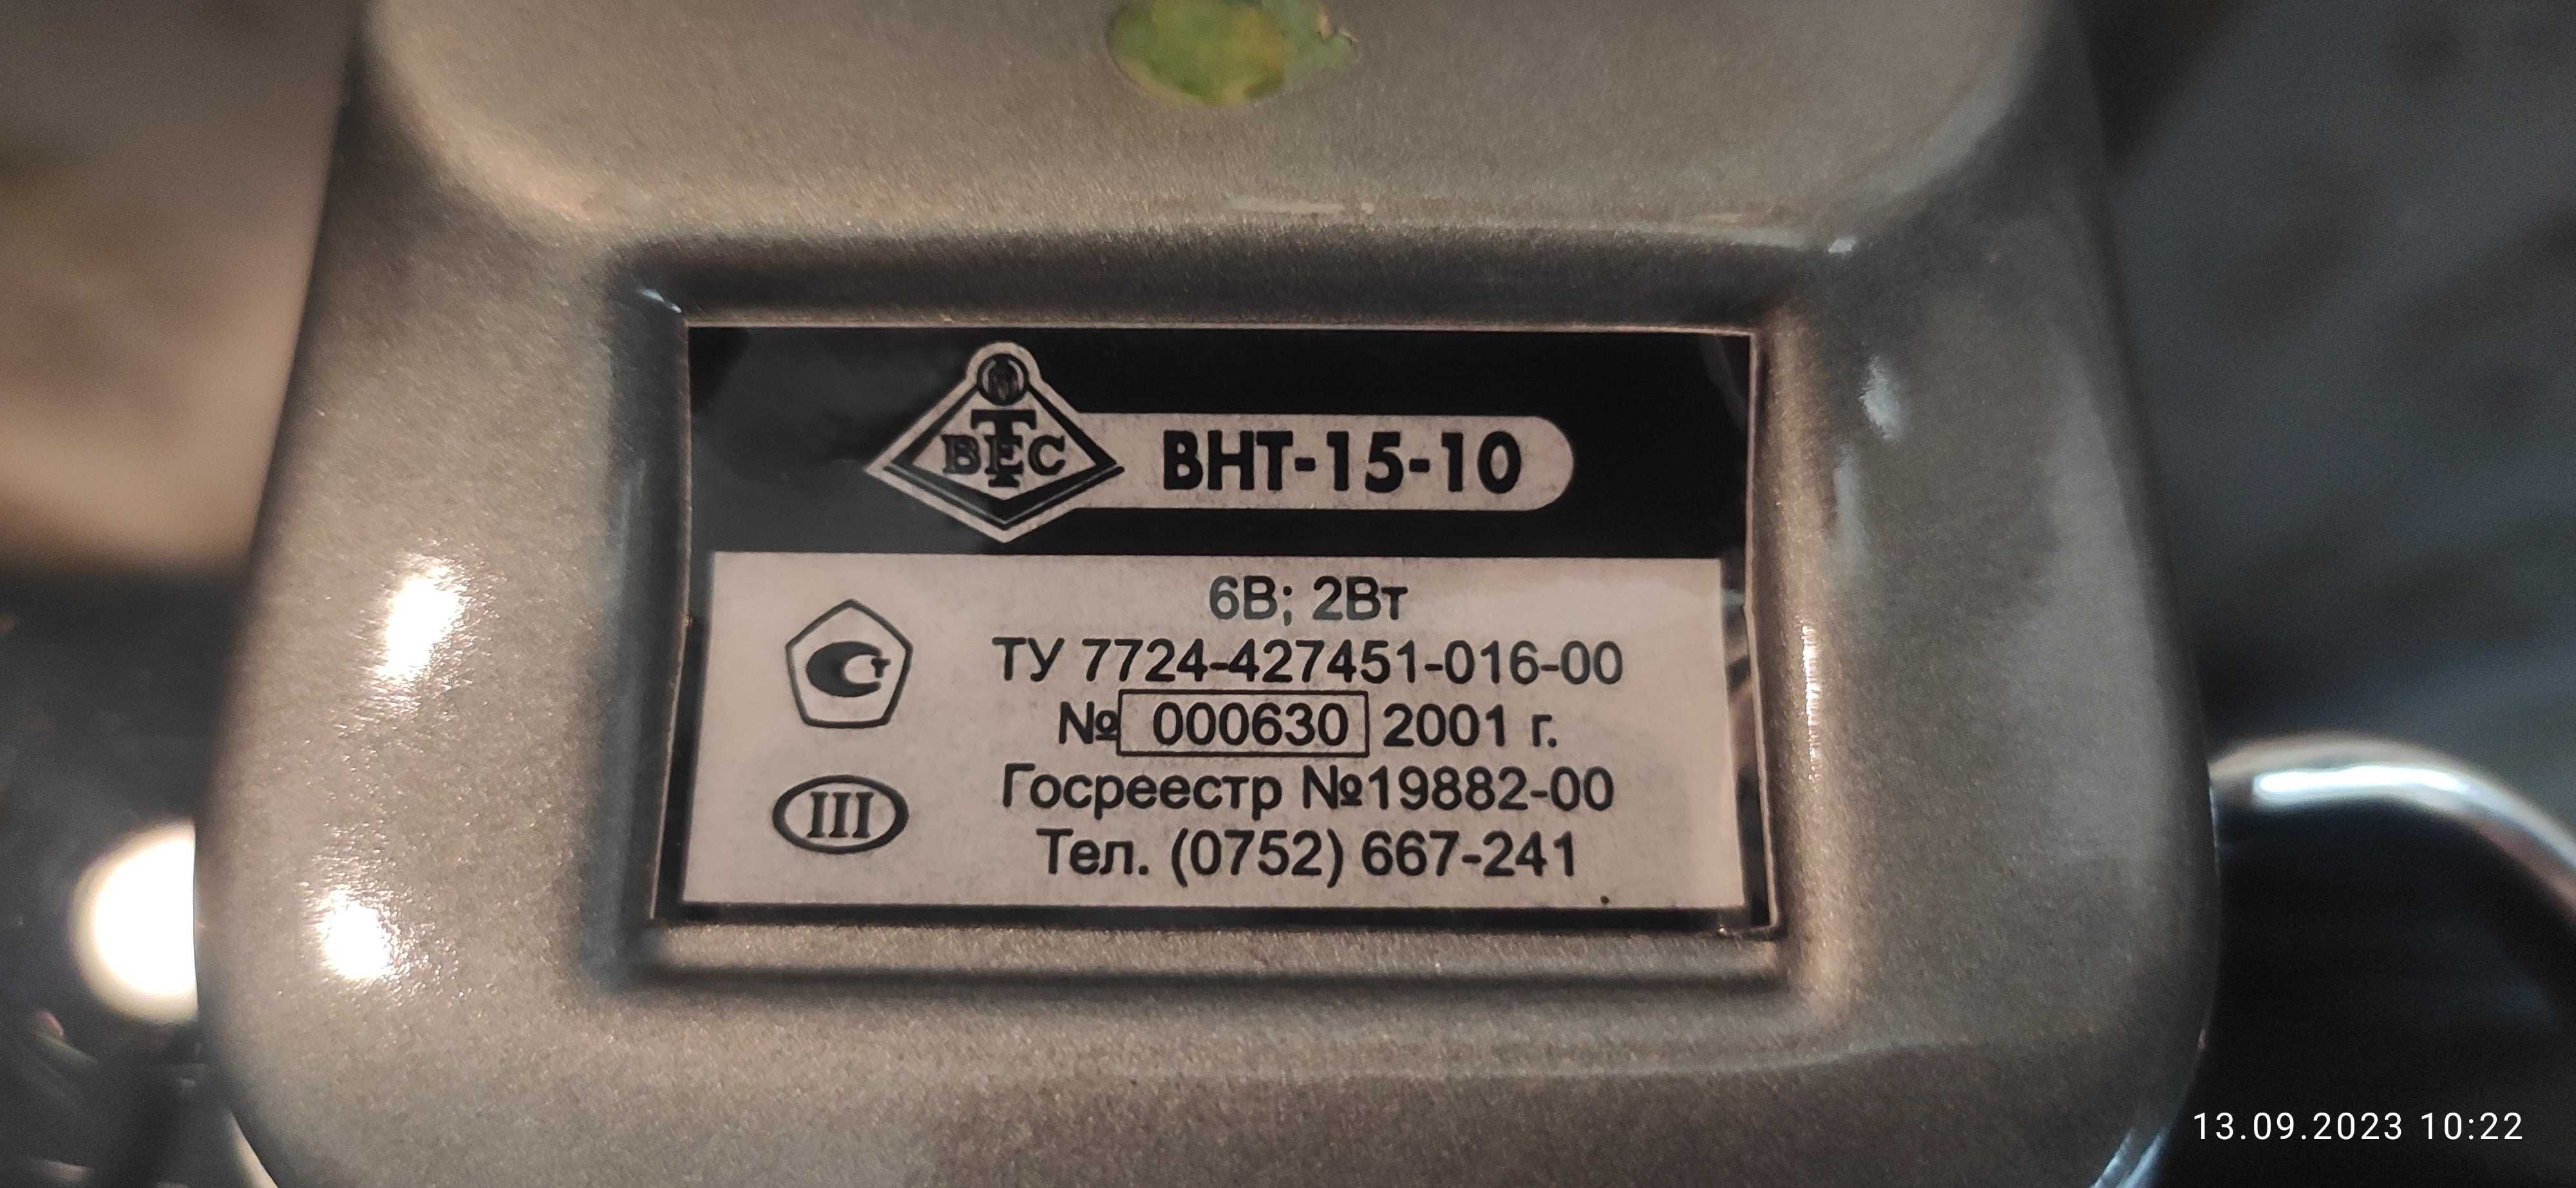 ТВЕС ВНТ-15-10
6В; 2Вт
ТУ 7724-427451-016-00
№ 000630 2001 г.
Госреестр №19882-00
III
Тел. (0752) 667-241
13.09.2023 10:22